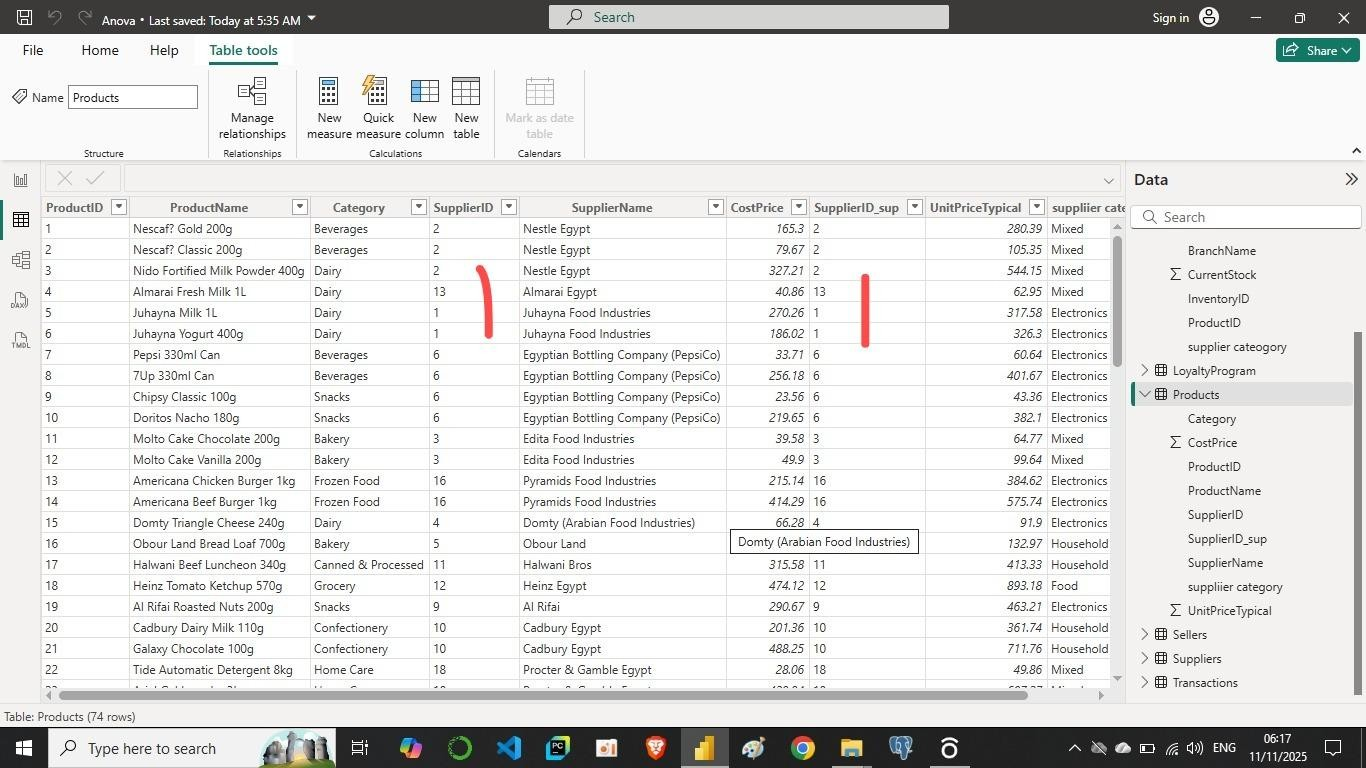 Anova • Last saved: Today at 5:35 AM
Search
Sign in
File Home Help Table tools
Share
Name Products
Manage relationships
New measure
Quick measure
New column
New table
Mark as date table
Structure Relationships Calculations Calendars
Data
ProductID ProductName Category SupplierID SupplierName CostPrice SupplierID_sup UnitPriceTypical suppliier cate
1 Nescaf? Gold 200g Beverages 2 Nestle Egypt 165.3 2 280.39 Mixed
2 Nescaf? Classic 200g Beverages 2 Nestle Egypt 79.67 2 105.35 Mixed
3 Nido Fortified Milk Powder 400g Dairy 2 Nestle Egypt 327.21 2 544.15 Mixed
4 Almarai Fresh Milk 1L Dairy 13 Almarai Egypt 40.86 13 62.95 Mixed
5 Juhayna Milk 1L Dairy 1 Juhayna Food Industries 270.26 1 317.58 Electronics
6 Juhayna Yogurt 400g Dairy 1 Juhayna Food Industries 186.02 1 326.3 Electronics
7 Pepsi 330ml Can Beverages 6 Egyptian Bottling Company (PepsiCo) 33.71 6 60.64 Electronics
8 7Up 330ml Can Beverages 6 Egyptian Bottling Company (PepsiCo) 256.18 6 401.67 Electronics
9 Chipsy Classic 100g Snacks 6 Egyptian Bottling Company (PepsiCo) 23.56 6 43.36 Electronics
10 Doritos Nacho 180g Snacks 6 Egyptian Bottling Company (PepsiCo) 219.65 6 382.1 Electronics
11 Molto Cake Chocolate 200g Bakery 3 Edita Food Industries 39.58 3 64.77 Mixed
12 Molto Cake Vanilla 200g Bakery 3 Edita Food Industries 49.9 3 99.64 Mixed
13 Americana Chicken Burger 1kg Frozen Food 16 Pyramids Food Industries 215.14 16 384.62 Electronics
14 Americana Beef Burger 1kg Frozen Food 16 Pyramids Food Industries 414.29 16 575.74 Electronics
15 Domty Triangle Cheese 240g Dairy 4 Domty (Arabian Food Industries) 66.28 4 91.9 Electronics
16 Obour Land Bread Loaf 700g Bakery 5 Obour Land 132.97 Household
Domty (Arabian Food Industries)
17 Halwani Beef Luncheon 340g Canned & Processed 11 Halwani Bros 315.58 11 413.33 Household
18 Heinz Tomato Ketchup 570g Grocery 12 Heinz Egypt 474.12 12 893.18 Food
19 Al Rifai Roasted Nuts 200g Snacks 9 Al Rifai 290.67 9 463.21 Electronics
20 Cadbury Dairy Milk 110g Confectionery 10 Cadbury Egypt 201.36 10 361.74 Household
21 Galaxy Chocolate 100g Confectionery 10 Cadbury Egypt 488.25 10 711.76 Household
22 Tide Automatic Detergent 8kg Home Care 18 Procter & Gamble Egypt 28.06 18 49.86 Mixed
Search
BranchName
CurrentStock
InventoryID
ProductID
supplier cateogory
LoyaltyProgram
Products
Category
CostPrice
ProductID
ProductName
SupplierID
SupplierID_sup
SupplierName
suppliier category
UnitPriceTypical
Sellers
Suppliers
Transactions
Table: Products (74 rows)
Type here to search
ENG
06:17
11/11/2025